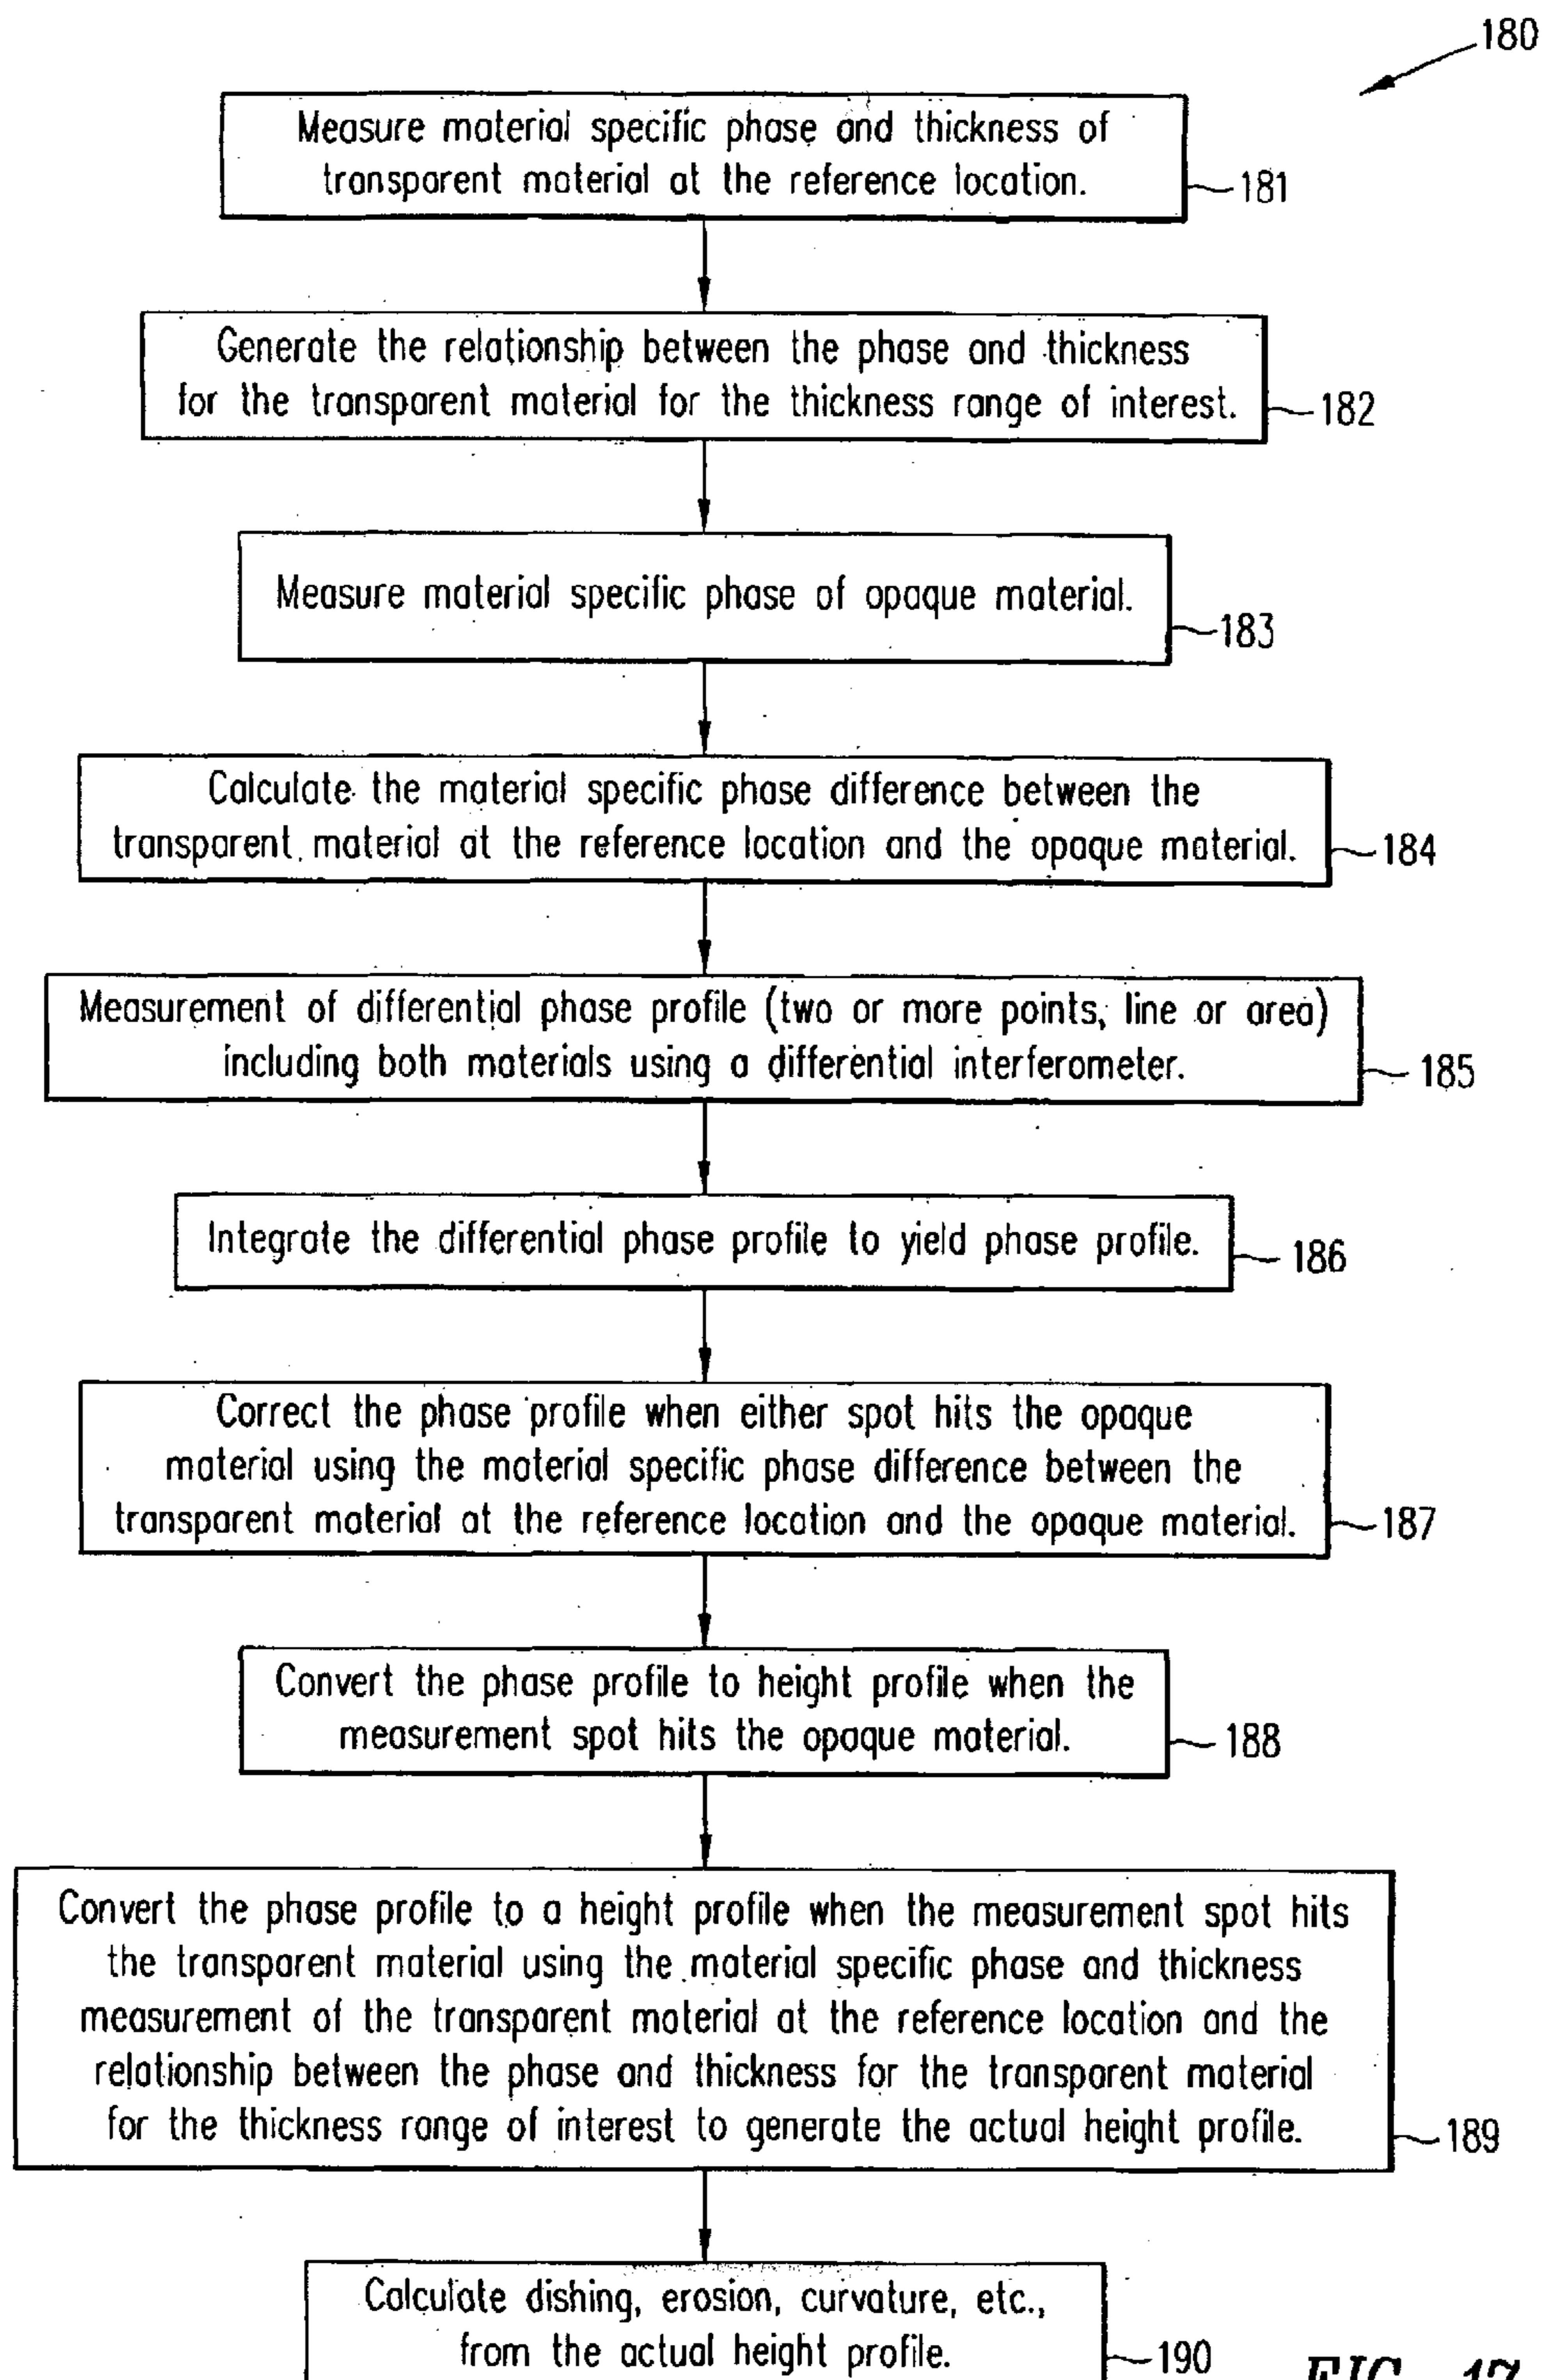 180
Measure material specific phase and thickness of
transparent material at the reference location.
181
Generate the relationship between the phase and thickness
for the transparent material for the thickness range of interest.
182
Measure material specific phase of opaque material.
183
Calculate the material specific phase difference between the
transparent material at the reference location and the opaque material.
184
Measurement of differential phase profile (two or more points, line or area)
including both materials using a differential interferometer.
185
Integrate the differential phase profile to yield phase profile.
186
Correct the phase profile when either spot hits the opaque
material using the material specific phase difference between the
transparent material at the reference location and the opaque material.
187
Convert the phase profile to height profile when the
measurement spot hits the opaque material.
188
Convert the phase profile to a height profile when the measurement spot hits
the transparent material using the material specific phase and thickness
measurement of the transparent material at the reference location and the
relationship between the phase and thickness for the transparent material
for the thickness range of interest to generate the actual height profile.
189
Calculate dishing, erosion, curvature, etc.,
from the actual height profile.
190
FIG. 17